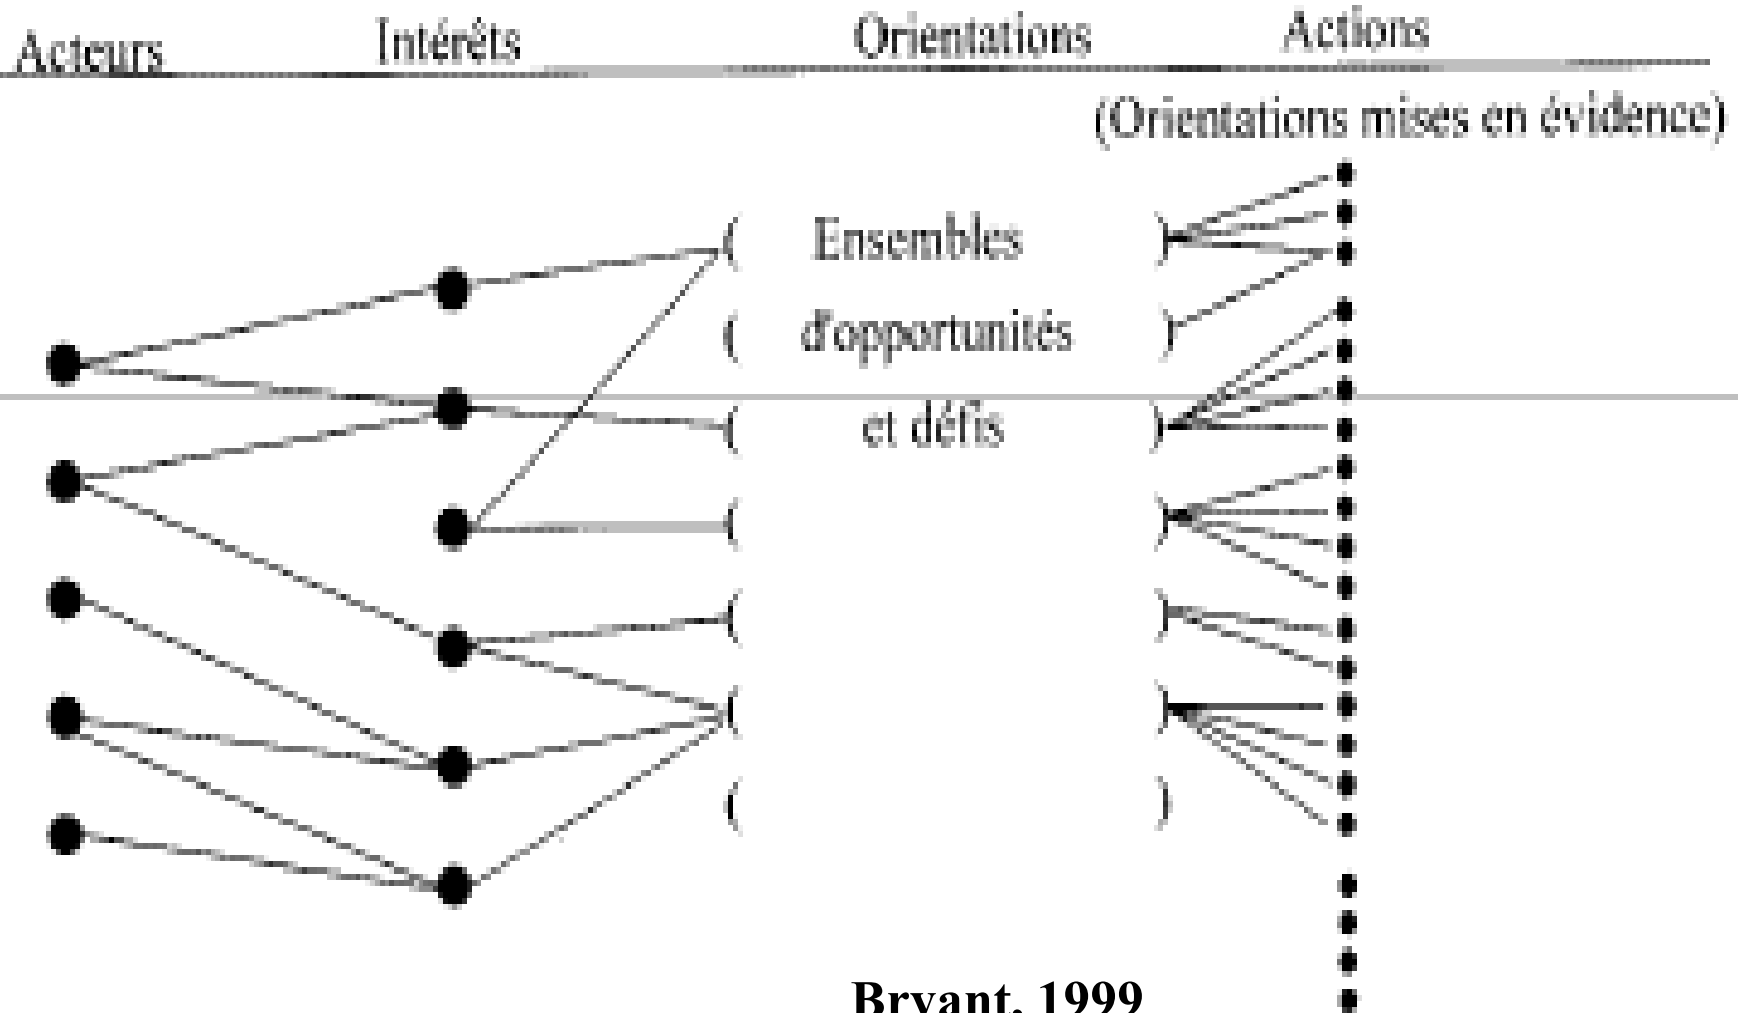 Acteurs Intérêts Orientations Actions
(Orientations mises en évidence)
Ensembles
d'opportunités
et défis
Bryant, 1999